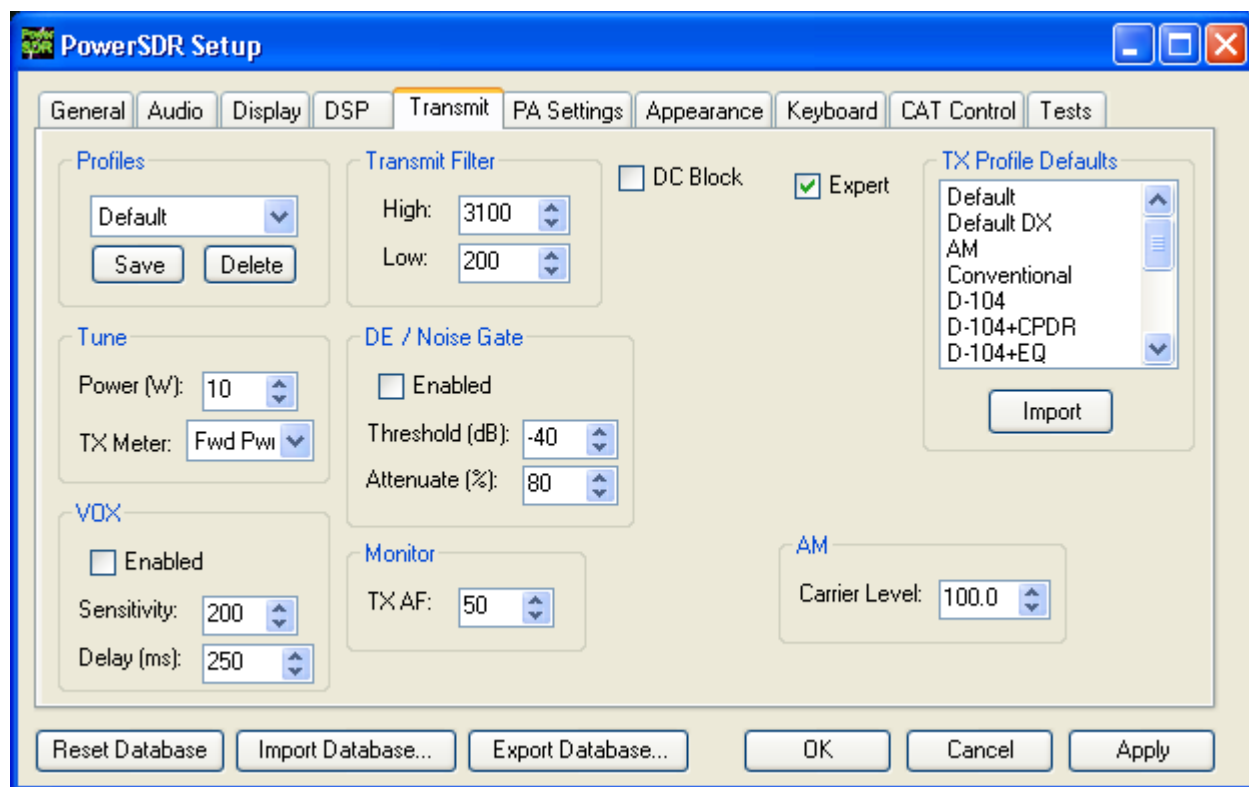 Power SDR PowerSDR Setup
General Audio Display DSP Transmit PA Settings Appearance Keyboard CAT Control Tests
Profiles
Default
Save Delete
Transmit Filter
High: 3100
Low: 200
DC Block
Expert
TX Profile Defaults
Default
Default DX
AM
Conventional
D-104
D-104+CPDR
D-104+EQ
Import
Tune
Power (W): 10
TX Meter: Fwd Pwr
DE / Noise Gate
Enabled
Threshold (dB): -40
Attenuate (%): 80
VOX
Enabled
Sensitivity: 200
Delay (ms): 250
Monitor
TX AF: 50
AM
Carrier Level: 100.0
Reset Database Import Database... Export Database... OK Cancel Apply